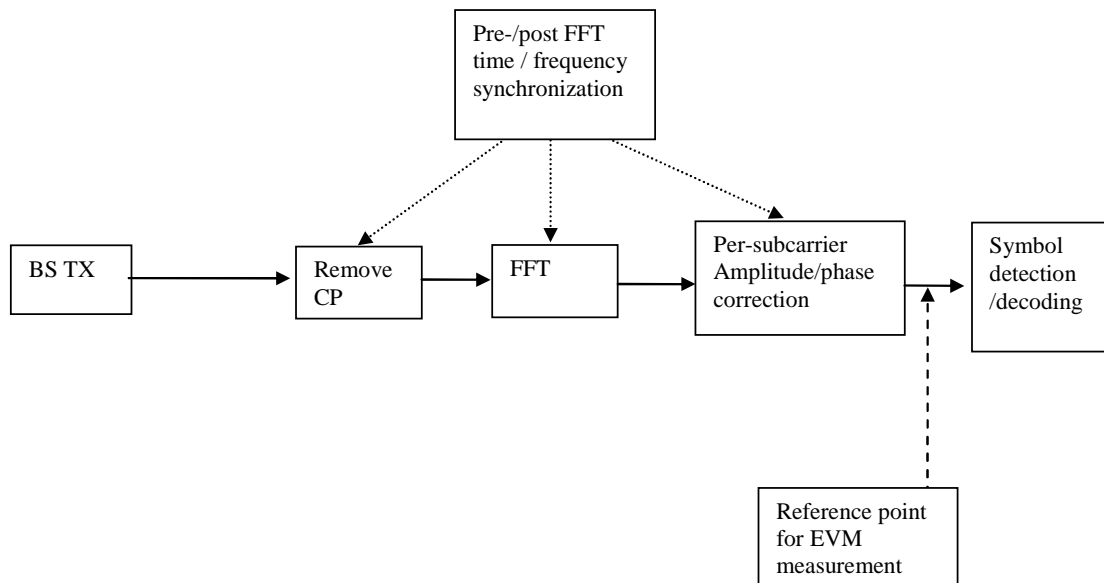 Pre-/post FFT
time / frequency
synchronization
BS TX
Remove
CP
FFT
Per-subcarrier
Amplitude/phase
correction
Symbol
detection
/decoding
Reference point
for EVM
measurement